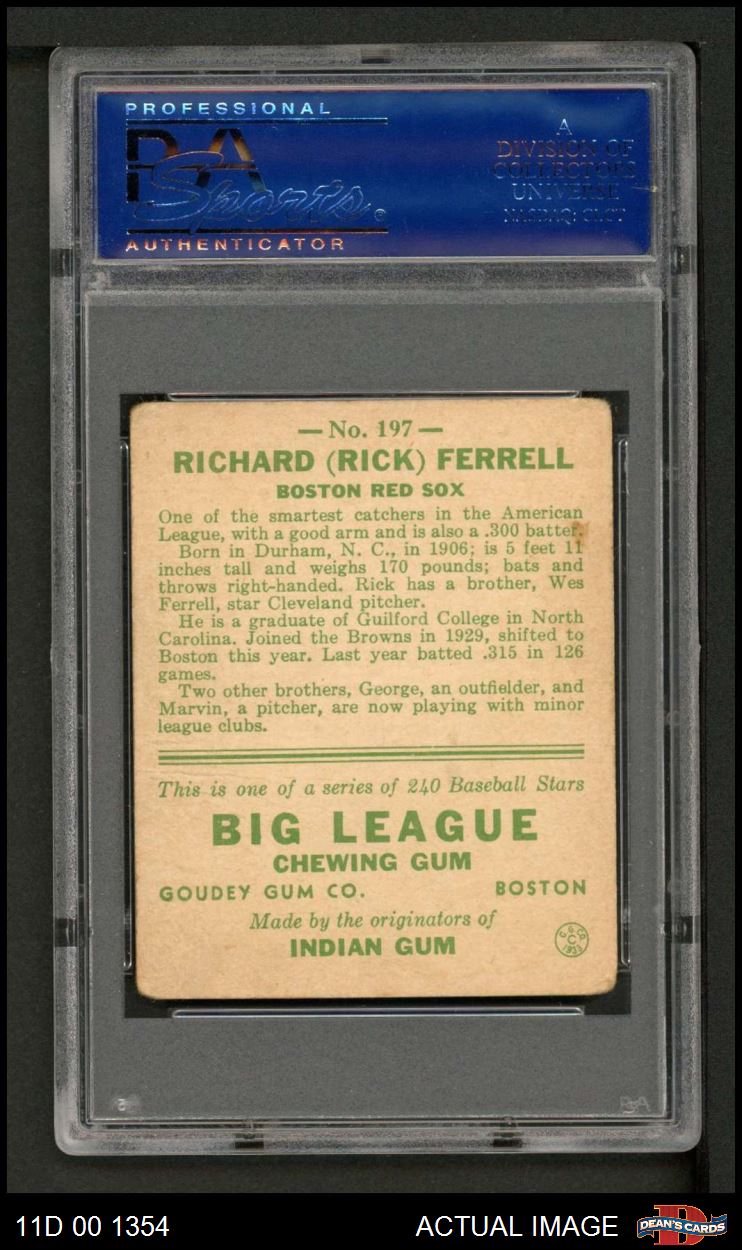 PROFESSIONAL
PSA
Sports
AUTHENTICATOR
A
DIVISION OF
COLLECTORS
UNIVERSE
NASDAQ: CLCT
— No. 197 —
RICHARD (RICK) FERRELL
BOSTON RED SOX
One of the smartest catchers in the American
League, with a good arm and is also a .300 batter.
Born in Durham, N. C., in 1906; is 5 feet 11
inches tall and weighs 170 pounds; bats and
throws right-handed. Rick has a brother, Wes
Ferrell, star Cleveland pitcher.
He is a graduate of Guilford College in North
Carolina. Joined the Browns in 1929, shifted to
Boston this year. Last year batted .315 in 126
games.
Two other brothers, George, an outfielder, and
Marvin, a pitcher, are now playing with minor
league clubs.
This is one of a series of 240 Baseball Stars
BIG LEAGUE
CHEWING GUM
GOUDEY GUM CO. BOSTON
Made by the originators of
INDIAN GUM
G.G.CO.
C
1933
PSA
11D 00 1354 ACTUAL IMAGE
D
DEAN'S CARDS